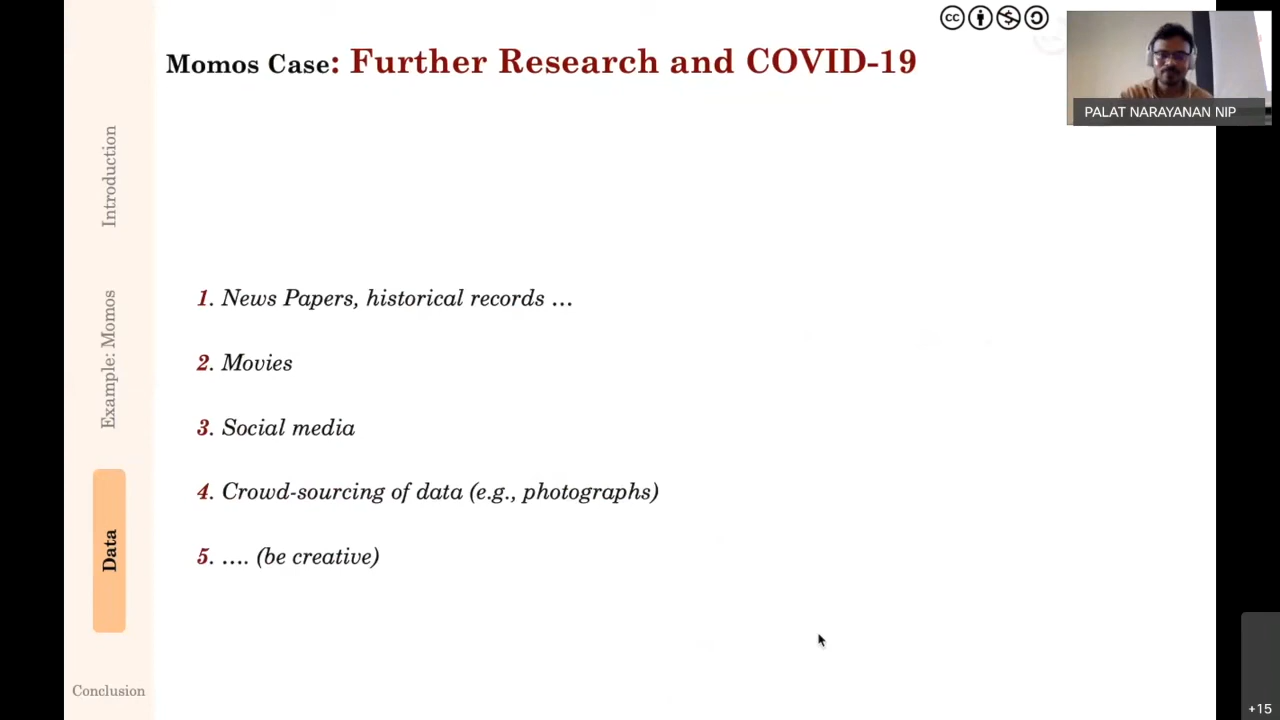 Momos Case: Further Research and COVID-19
PALAT NARAYANAN NIP
Introduction
Example: Momos
Data
Conclusion
1. News Papers, historical records …
2. Movies
3. Social media
4. Crowd-sourcing of data (e.g., photographs)
5. …. (be creative)
cc
+15